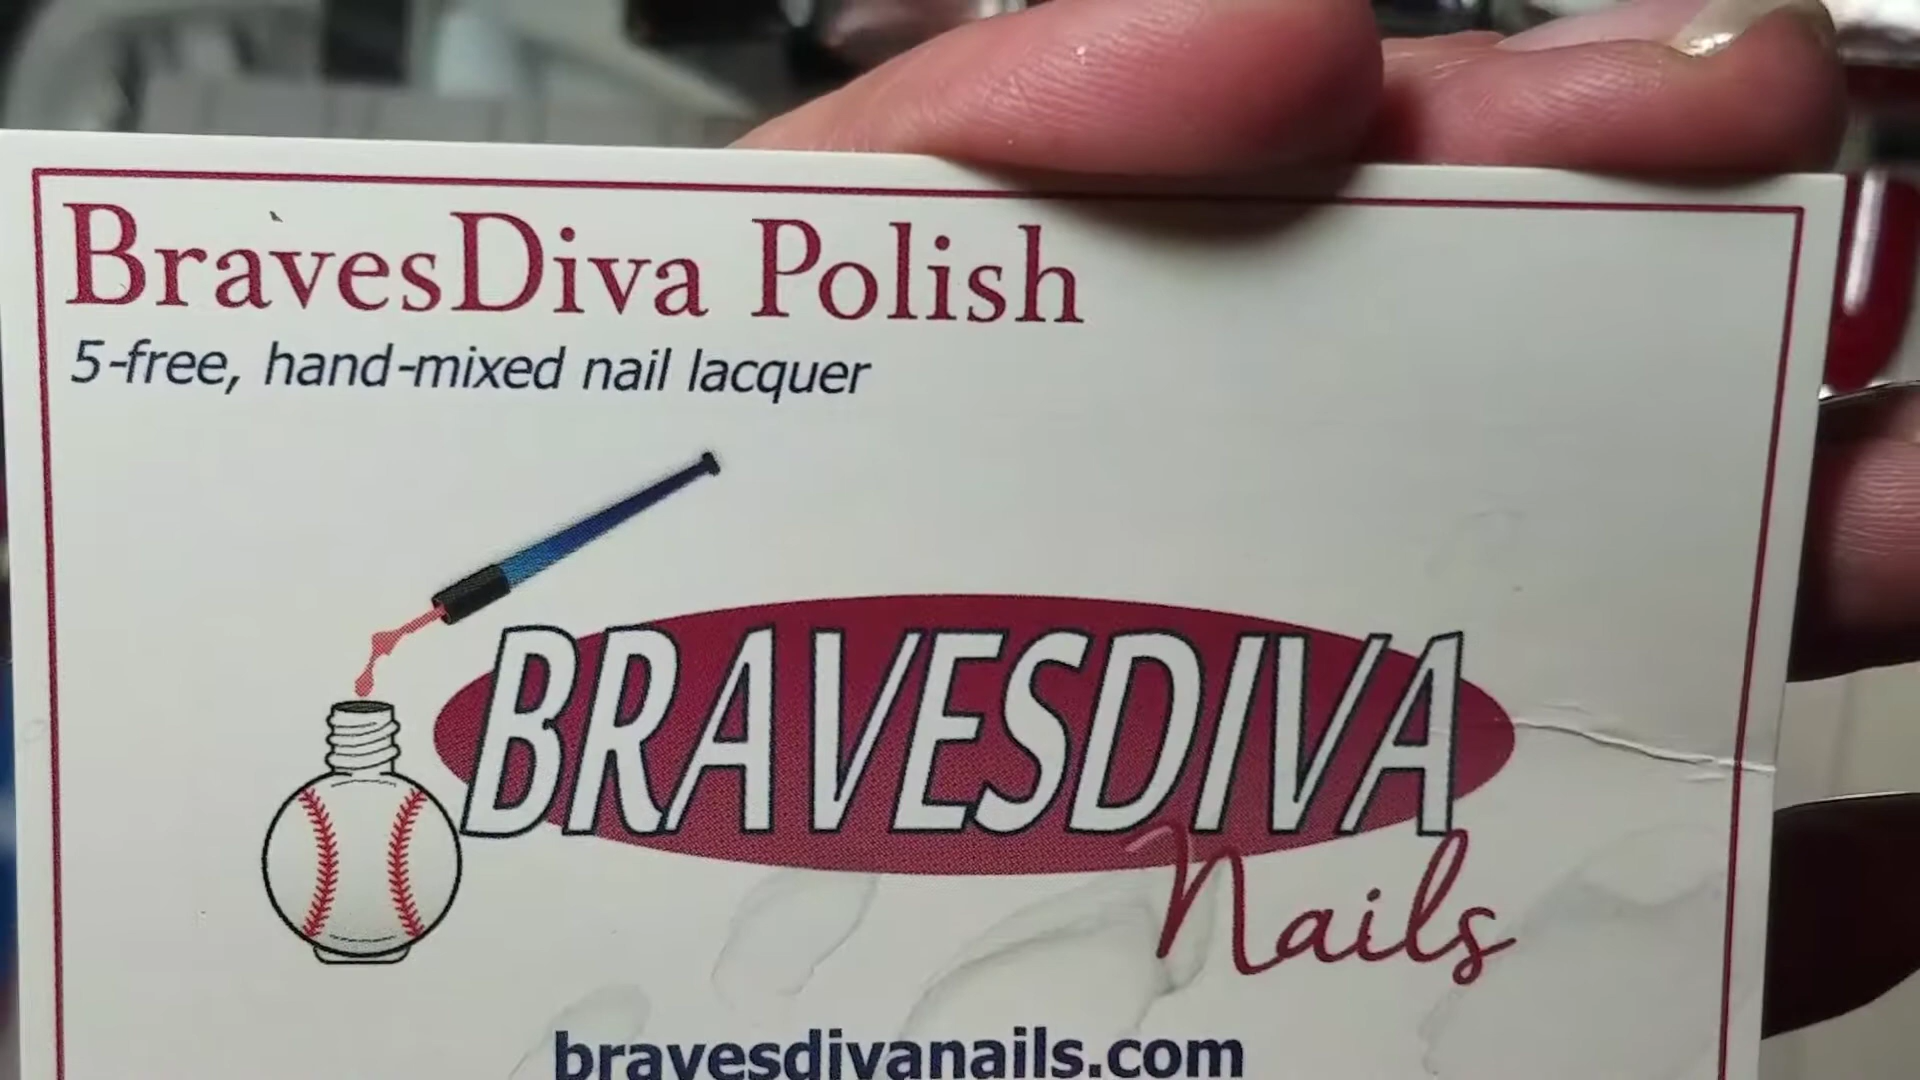 BravesDiva Polish
5-free, hand-mixed nail lacquer
BRAVESDIVA
Nails
bravesdivanails.com